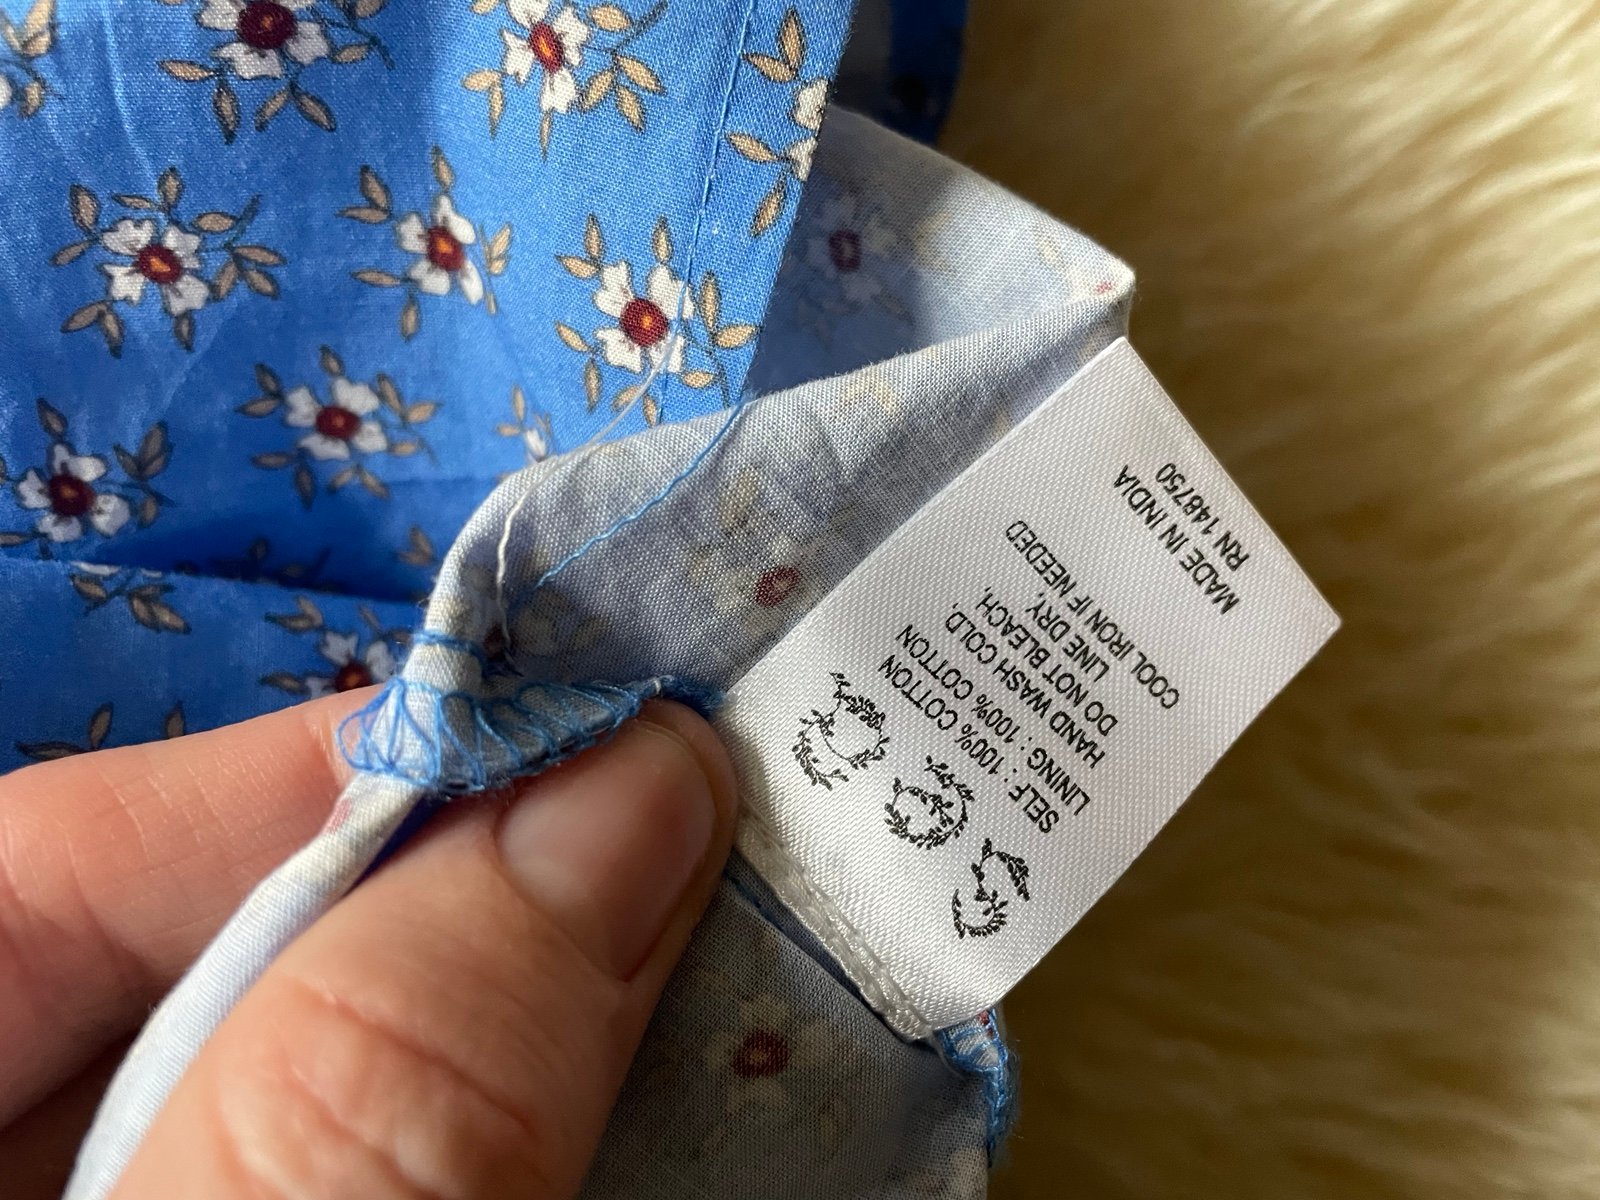 SELF : 100% COTTON
LINING : 100% COTTON
HAND WASH COLD,
DO NOT BLEACH,
LINE DRY,
COOL IRON IF NEEDED
MADE IN INDIA
RN 148750